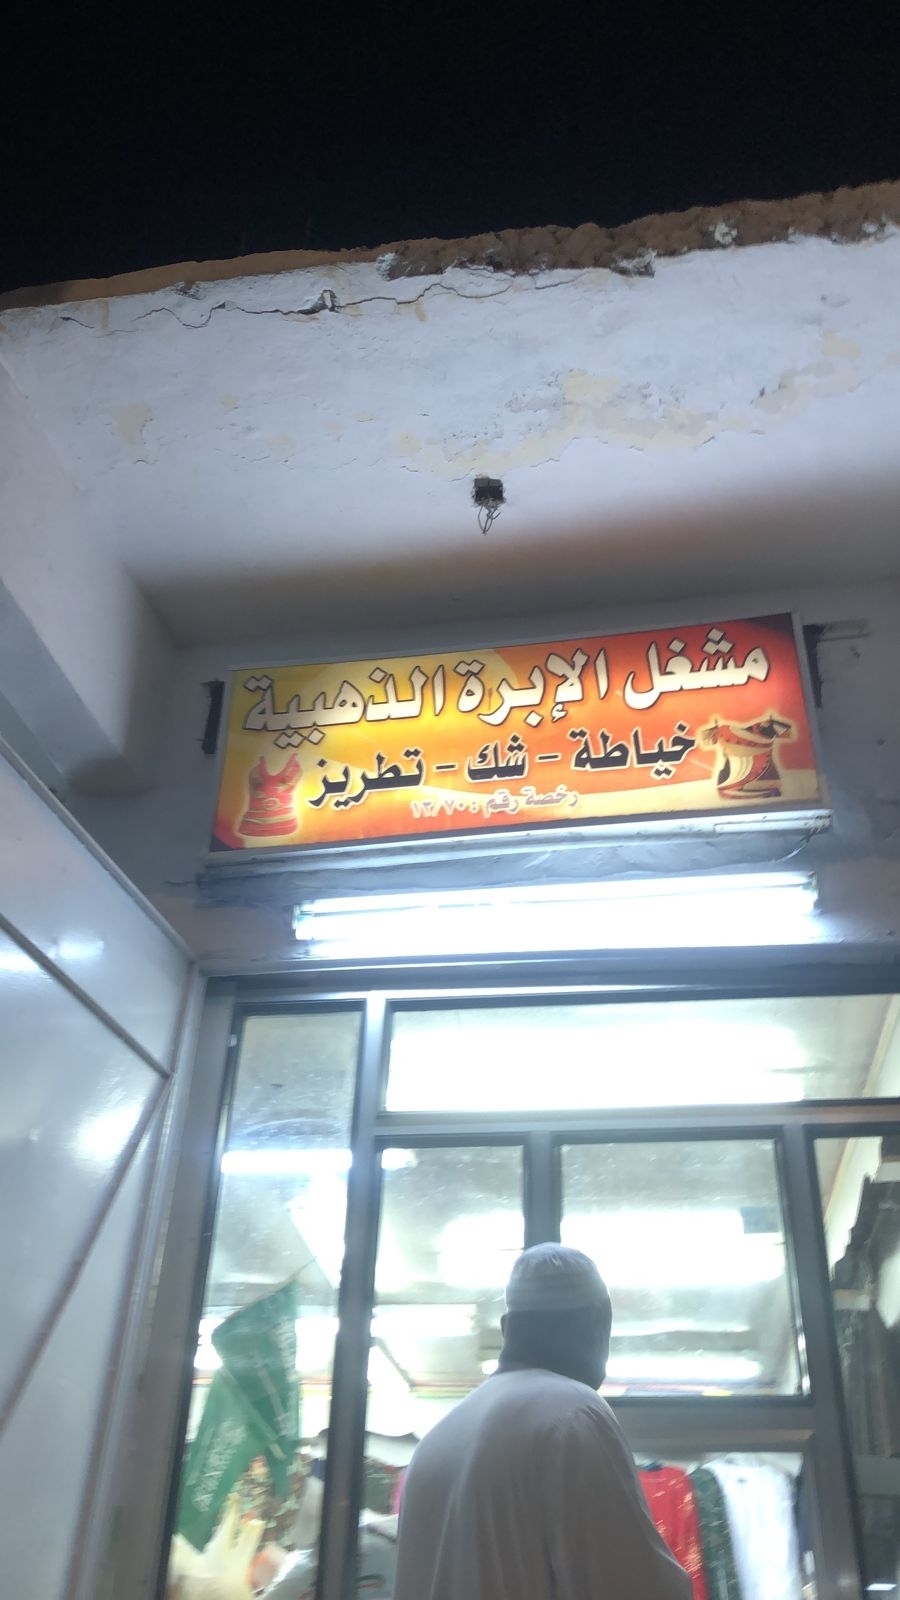 مشغل الإبرة الذهبية
خياطة - شك - تطريز
رخصة رقم : ١٣/٧٠